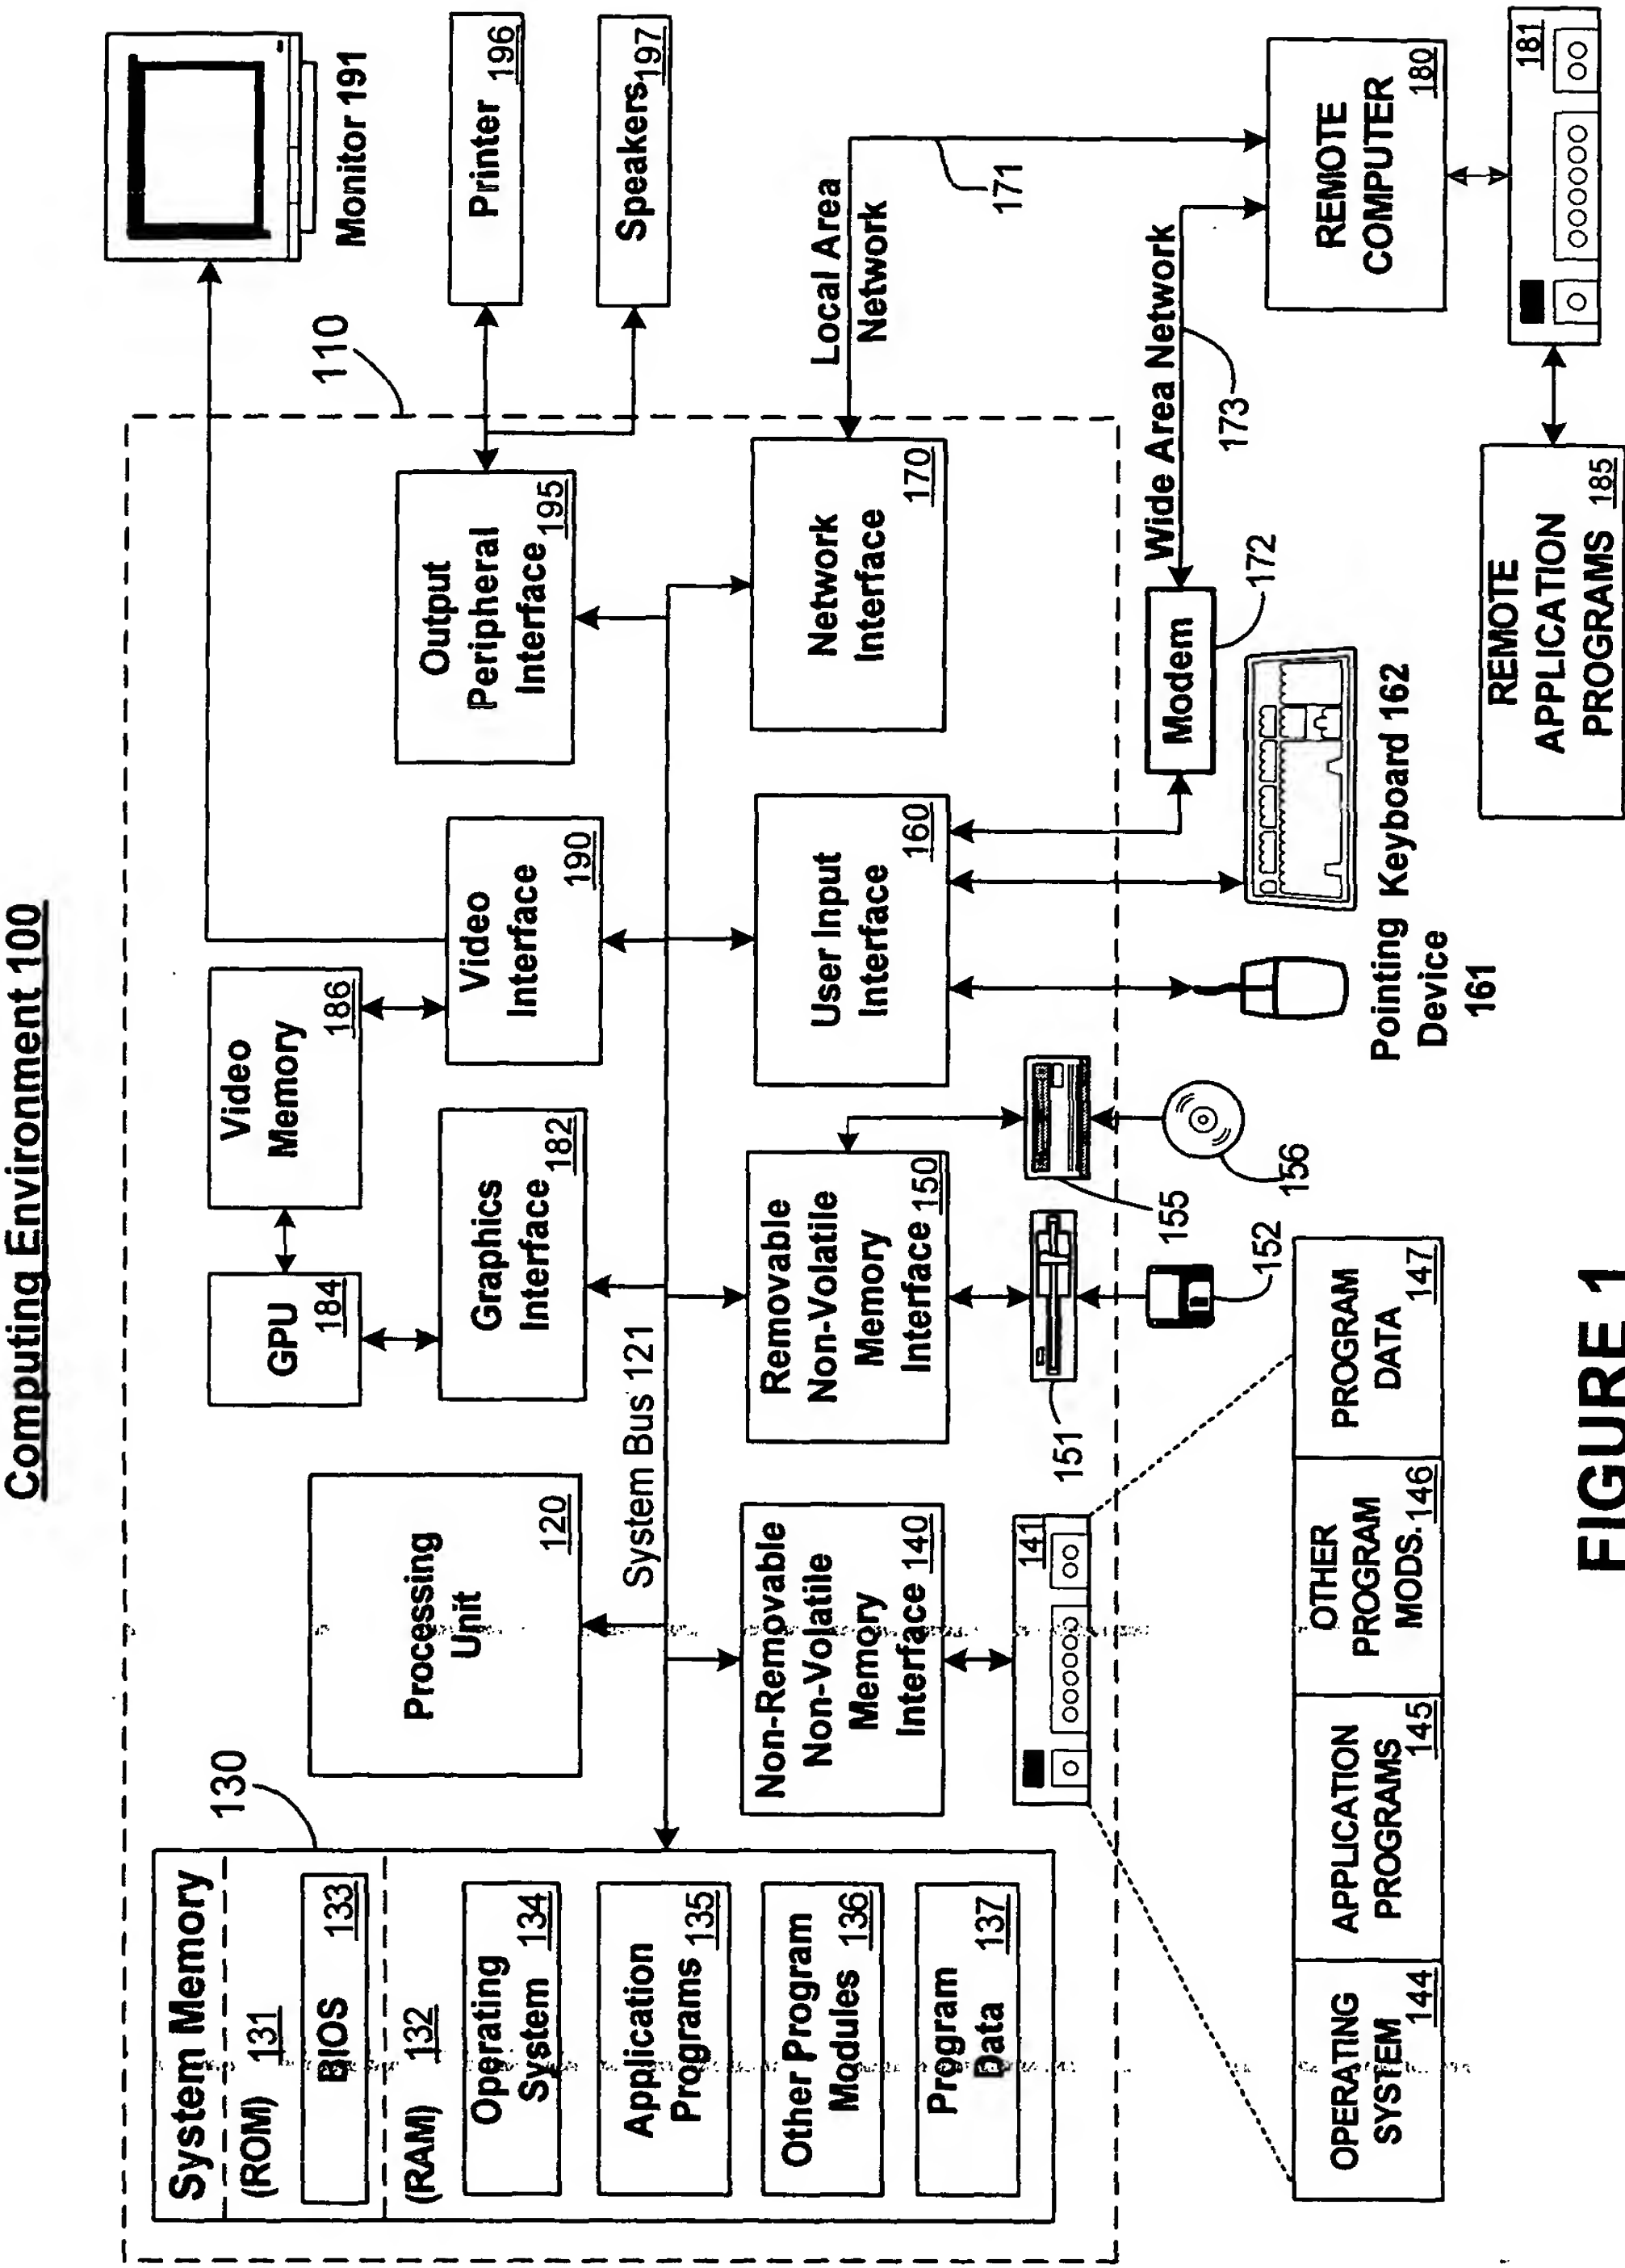 Computing Environment 100
System Memory
(ROM) 131
BIOS 133
(RAM) 132
Operating
System 134
Application
Programs 135
Other Program
Modules 136
Program
Data 137
130
Processing
Unit
120
System Bus 121
GPU
184
Video
Memory
186
Graphics
Interface
182
Video
Interface
190
Output
Peripheral
Interface 195
110
Monitor 191
Printer
196
Speakers 197
Non-Removable
Non-Volatile
Memory
Interface 140
Removable
Non-Volatile
Memory
Interface 150
User Input
Interface
160
Network
Interface
170
Local Area
Network
171
Wide Area Network
173
Modem
172
141
151
152
155
156
Pointing
Device
161
Keyboard 162
REMOTE
COMPUTER
180
181
REMOTE
APPLICATION
PROGRAMS
185
OPERATING
SYSTEM
144
APPLICATION
PROGRAMS
145
OTHER
PROGRAM
MODS. 146
PROGRAM
DATA
147
FIGURE 1